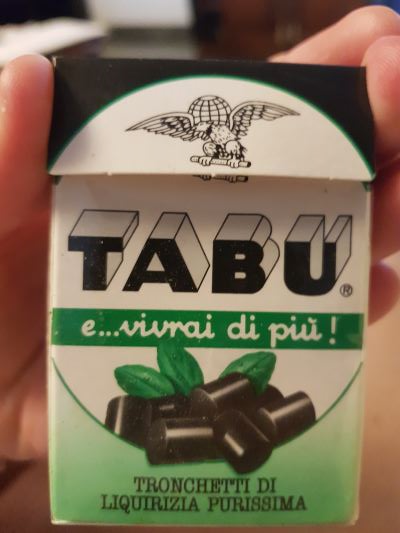 TABU®
e...vivrai di più!
TRONCHETTI DI
LIQUIRIZIA PURISSIMA